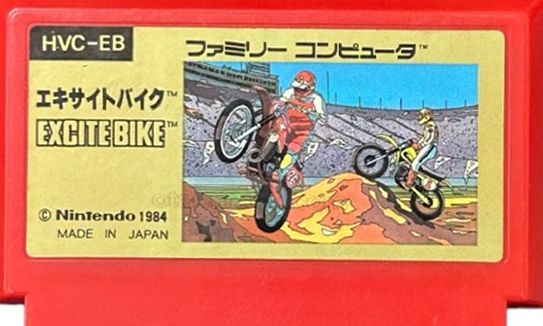 HVC-EB
ファミリー コンピュータ™
エキサイトバイク™
EXCITEBIKE™
© Nintendo 1984
MADE IN JAPAN